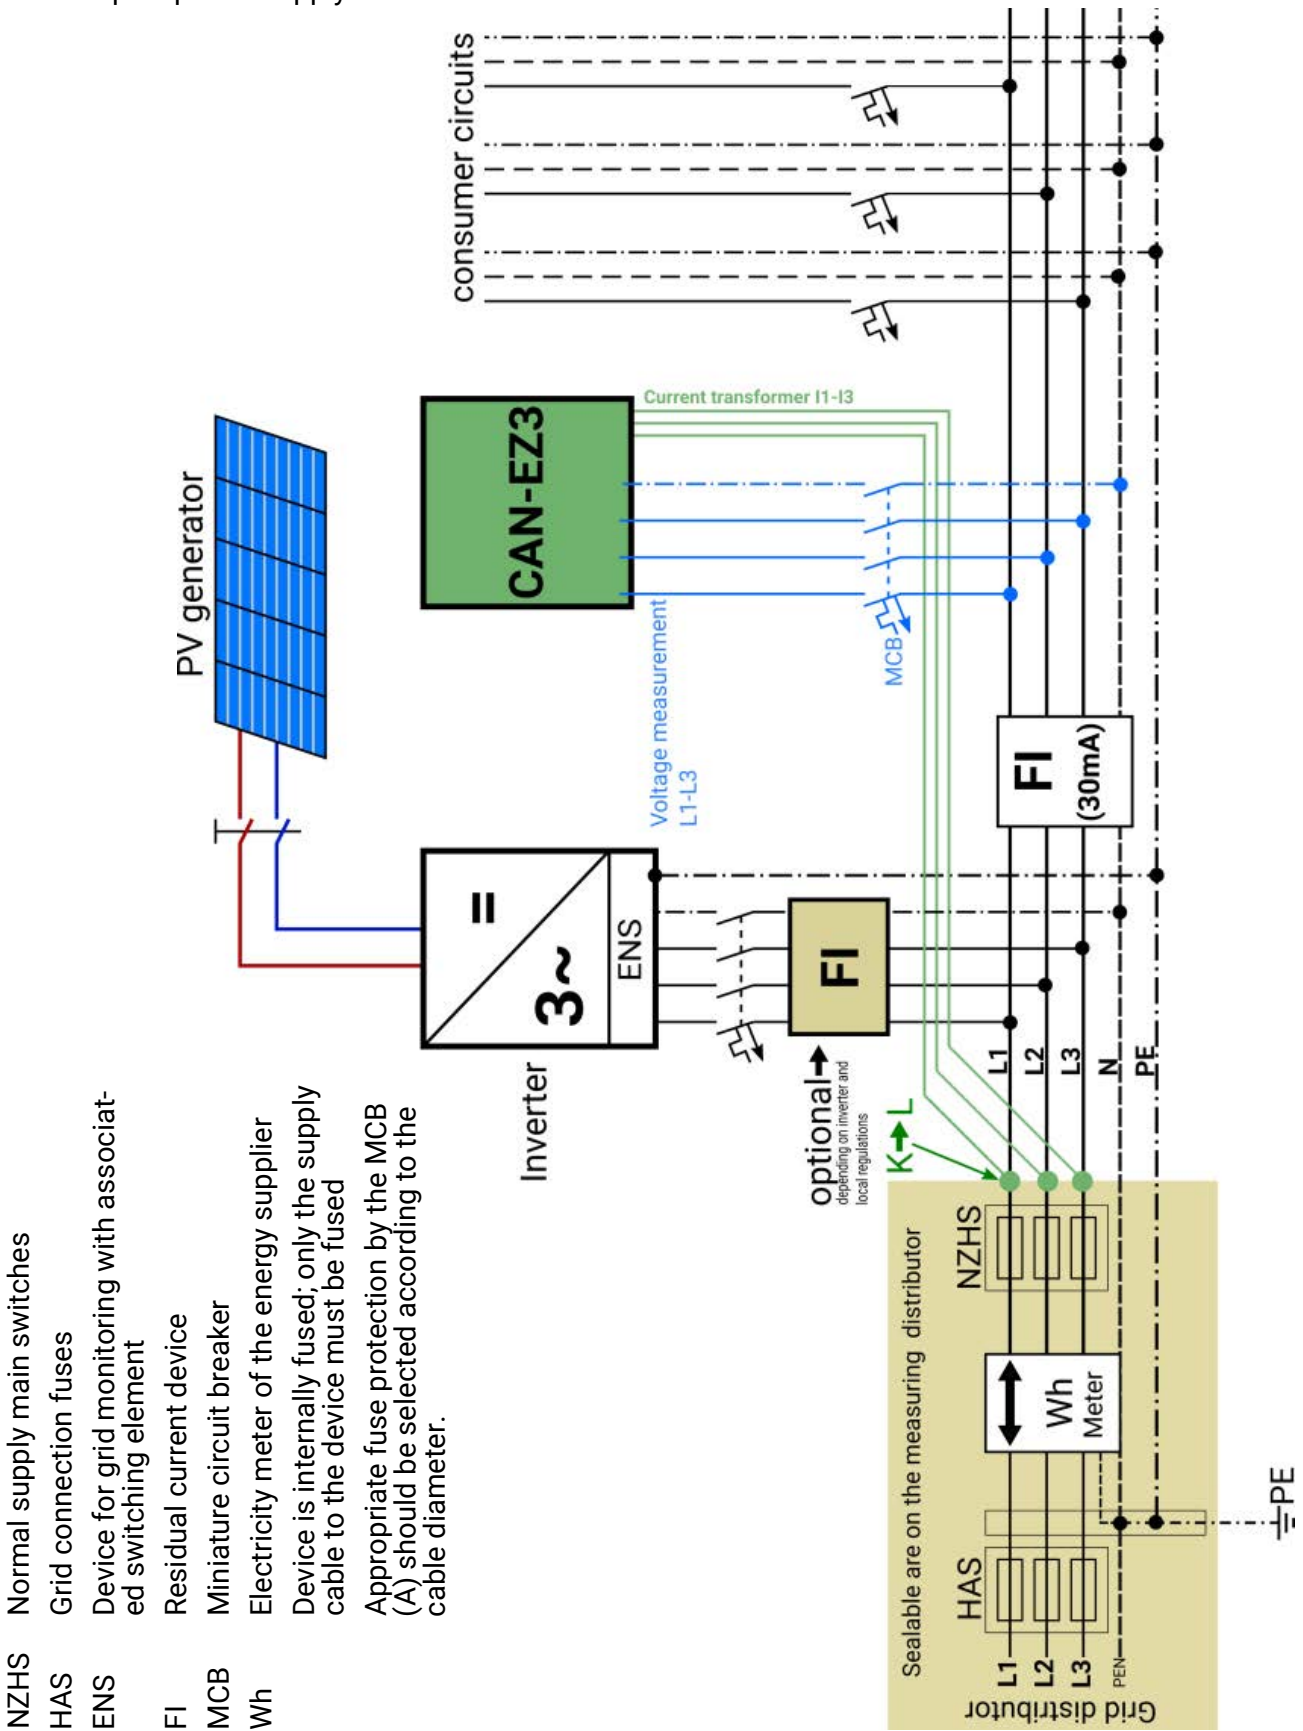 NZHS Normal supply main switches
HAS Grid connection fuses
ENS Device for grid monitoring with associat-
ed switching element
FI Residual current device
MCB Miniature circuit breaker
Wh Electricity meter of the energy supplier
Device is internally fused; only the supply
cable to the device must be fused
Appropriate fuse protection by the MCB
(A) should be selected according to the
cable diameter.
PV generator
consumer circuits
Inverter
=
3~
ENS
CAN-EZ3
Current transformer I1-I3
Voltage measurement
L1-L3
MCB
optional
depending on inverter and
local regulations
FI
FI
(30mA)
K L
L1
L2
L3
N
PE
Sealable are on the measuring distributor
HAS
NZHS
Wh
Meter
L1
L2
L3
PEN
Grid distributor
PE